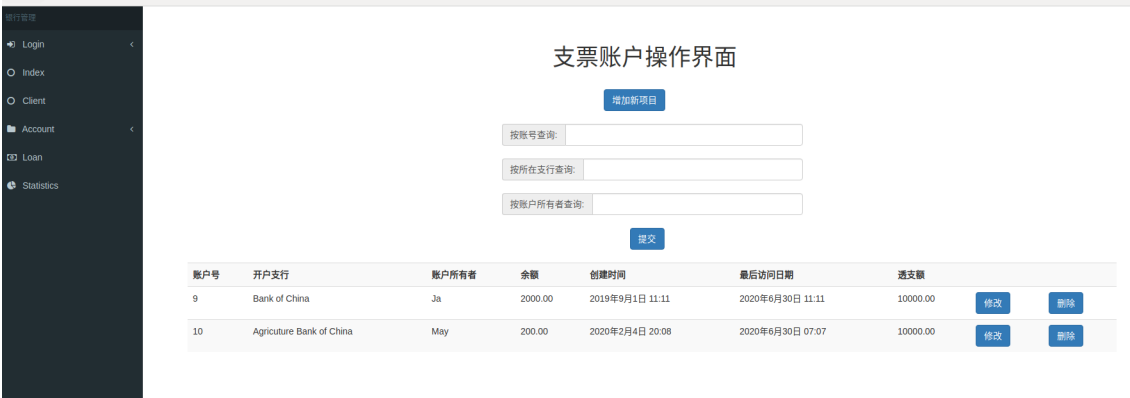 银行管理
Login
Index
Client
Account
Loan
Statistics
支票账户操作界面
增加新项目
按账号查询:
按所在支行查询:
按账户所有者查询:
提交
账户号 开户支行 账户所有者 余额 创建时间 最后访问日期 透支额
9 Bank of China Ja 2000.00 2019年9月1日 11:11 2020年6月30日 11:11 10000.00 修改 删除
10 Agricuture Bank of China May 200.00 2020年2月4日 20:08 2020年6月30日 07:07 10000.00 修改 删除